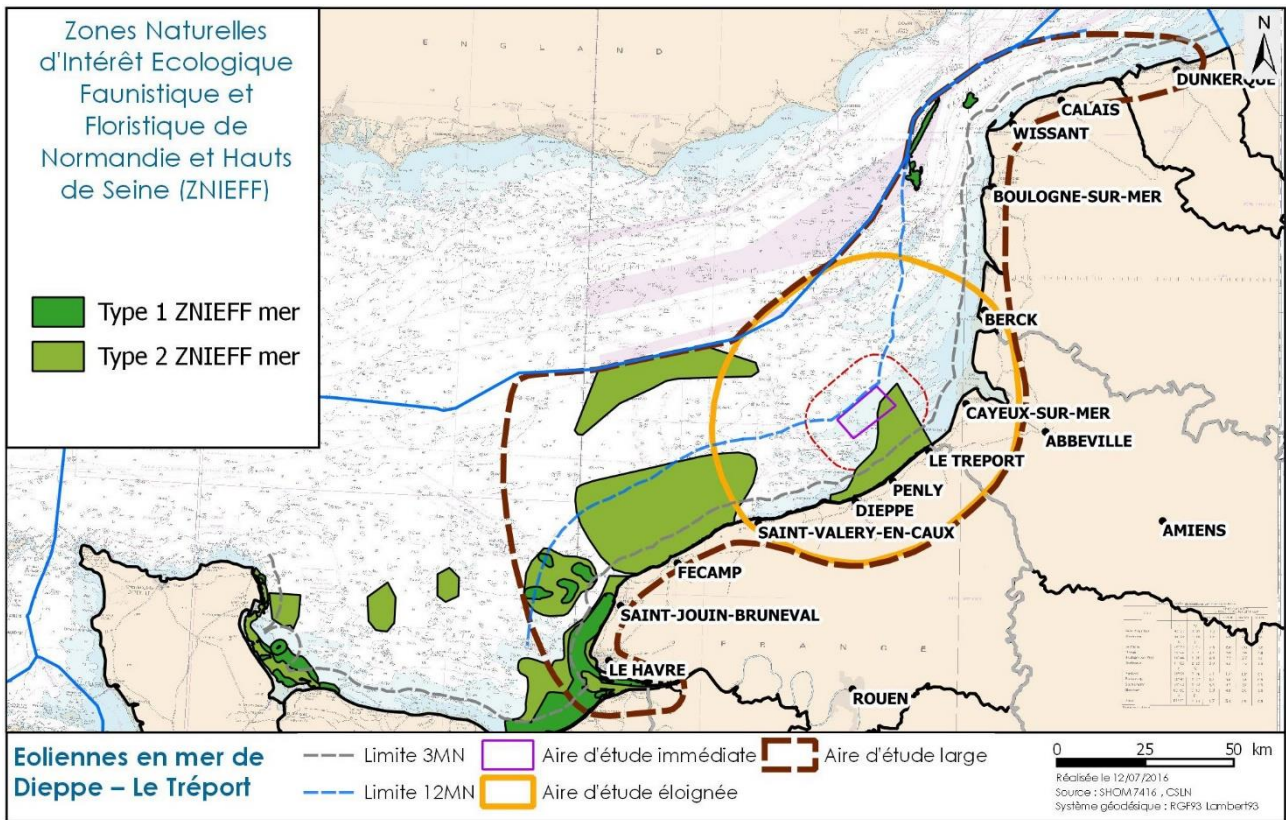 Zones Naturelles
d'Intérêt Ecologique
Faunistique et
Floristique de
Normandie et Hauts
de Seine (ZNIEFF)
Type 1 ZNIEFF mer
Type 2 ZNIEFF mer
ENGLAND
N
DUNKERQUE
CALAIS
WISSANT
BOULOGNE-SUR-MER
BERCK
CAYEUX-SUR-MER
ABBEVILLE
LE TREPORT
PENLY
DIEPPE
SAINT-VALERY-EN-CAUX
AMIENS
FECAMP
SAINT-JOUIN-BRUNEVAL
FRANCE
LE HAVRE
ROUEN
Eoliennes en mer de
Dieppe – Le Tréport
Limite 3MN
Limite 12MN
Aire d'étude immédiate
Aire d'étude éloignée
Aire d'étude large
0 25 50 km
Réalisée le 12/07/2016
Source : SHOM 7416 , CSLN
Système géodésique : RGF93 Lambert93